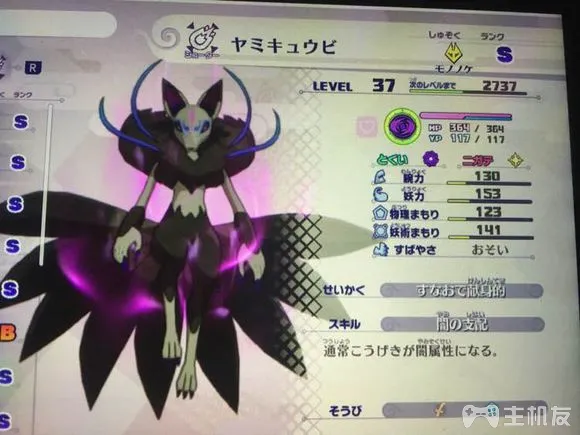 ヤミキュウビ
しゅぞく
ランク
S
モノノケ
R
LEVEL 37
次のレベルまで 2737
ランク
S
S
S
S
S
B
S
S
HP 364 / 364
YP 117 / 117
とくい
ニガテ
腕力 130
妖力 153
物理まもり 123
妖術まもり 141
すばやさ おそい
せいかく すなおで献身的
スキル 闇の支配
通常こうげきが闇属性になる。
そうび
主机友